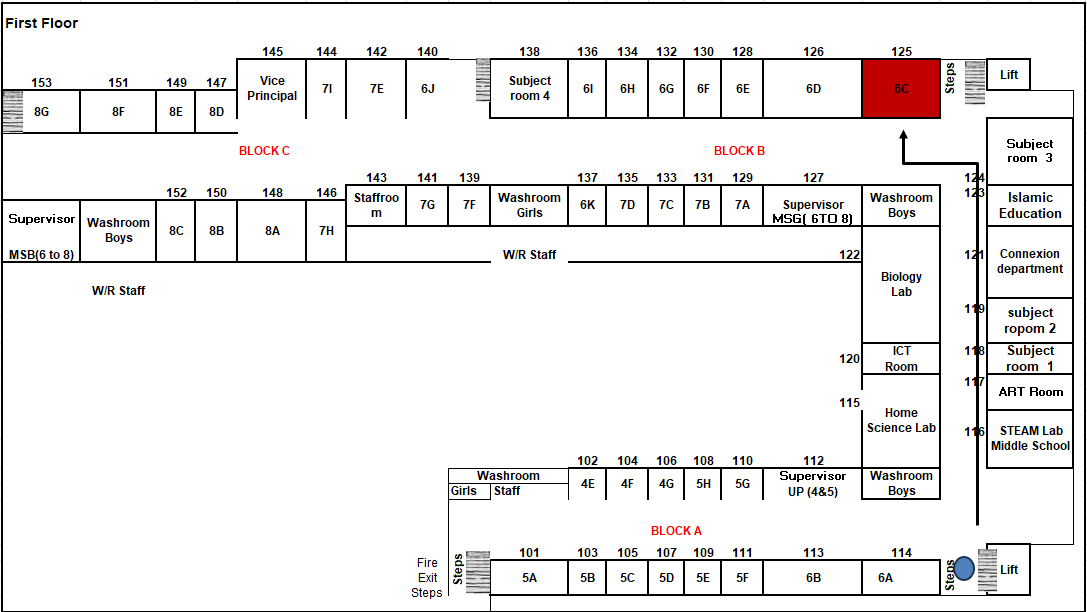 First Floor
145 144 142 140 138 136 134 132 130 128 126 125
153 151 149 147
Vice
Principal
7I 7E 6J
Subject
room 4
6I 6H 6G 6F 6E 6D 6C
Steps
Lift
8G 8F 8E 8D
BLOCK C
BLOCK B
Subject
room 3
124
123
Islamic
Education
143 141 139 137 135 133 131 129 127
152 150 148 146
Staffroo
m
7G 7F
Washroom
Girls
6K 7D 7C 7B 7A
Supervisor
MSG( 6TO 8)
Washroom
Boys
Supervisor
MSB(6 to 8)
Washroom
Boys
8C 8B 8A 7H
W/R Staff
122
121
Connexion
department
W/R Staff
Biology
Lab
119
subject
ropom 2
120
ICT
Room
118
Subject
room 1
117
ART Room
115
Home
Science Lab
116
STEAM Lab
Middle School
102 104 106 108 110 112
Washroom
Girls Staff
4E 4F 4G 5H 5G
Supervisor
UP (4&5)
Washroom
Boys
BLOCK A
101 103 105 107 109 111 113 114
Fire
Exit
Steps
Steps
5A 5B 5C 5D 5E 5F 6B 6A
Steps
Lift